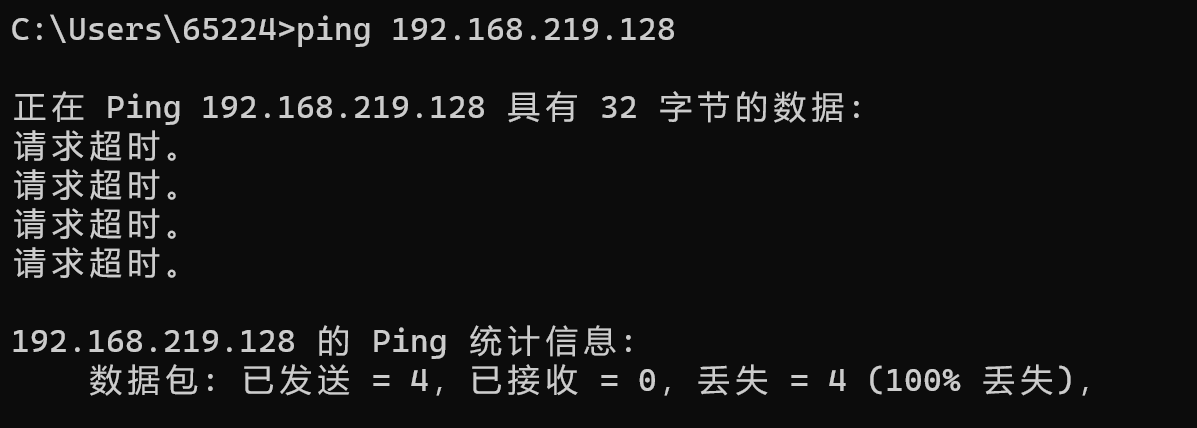 C:\Users\65224>ping 192.168.219.128
正在 Ping 192.168.219.128 具有 32 字节的数据:
请求超时。
请求超时。
请求超时。
请求超时。
192.168.219.128 的 Ping 统计信息:
数据包: 已发送 = 4, 已接收 = 0, 丢失 = 4 (100% 丢失),